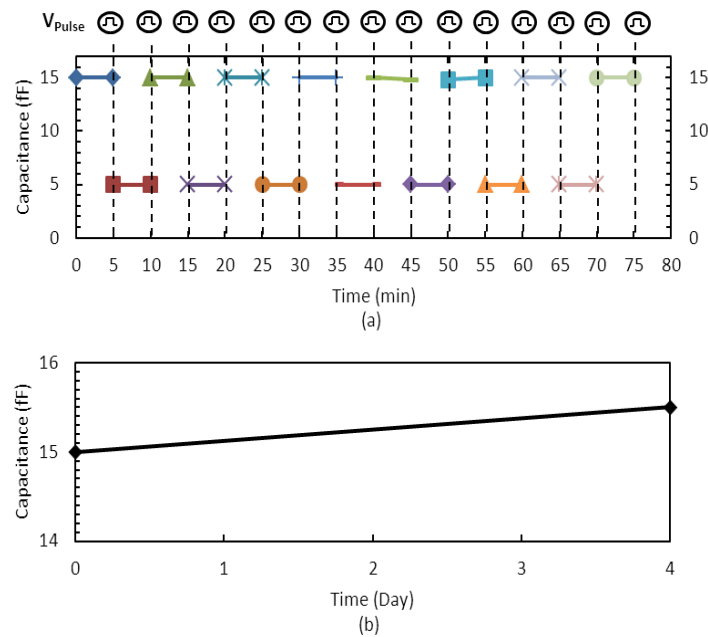 VPulse
Capacitance (fF)
15 15
10 10
5 5
0 0
0 5 10 15 20 25 30 35 40 45 50 55 60 65 70 75 80
Time (min)
(a)
Capacitance (fF)
16
15
14
0 1 2 3 4
Time (Day)
(b)